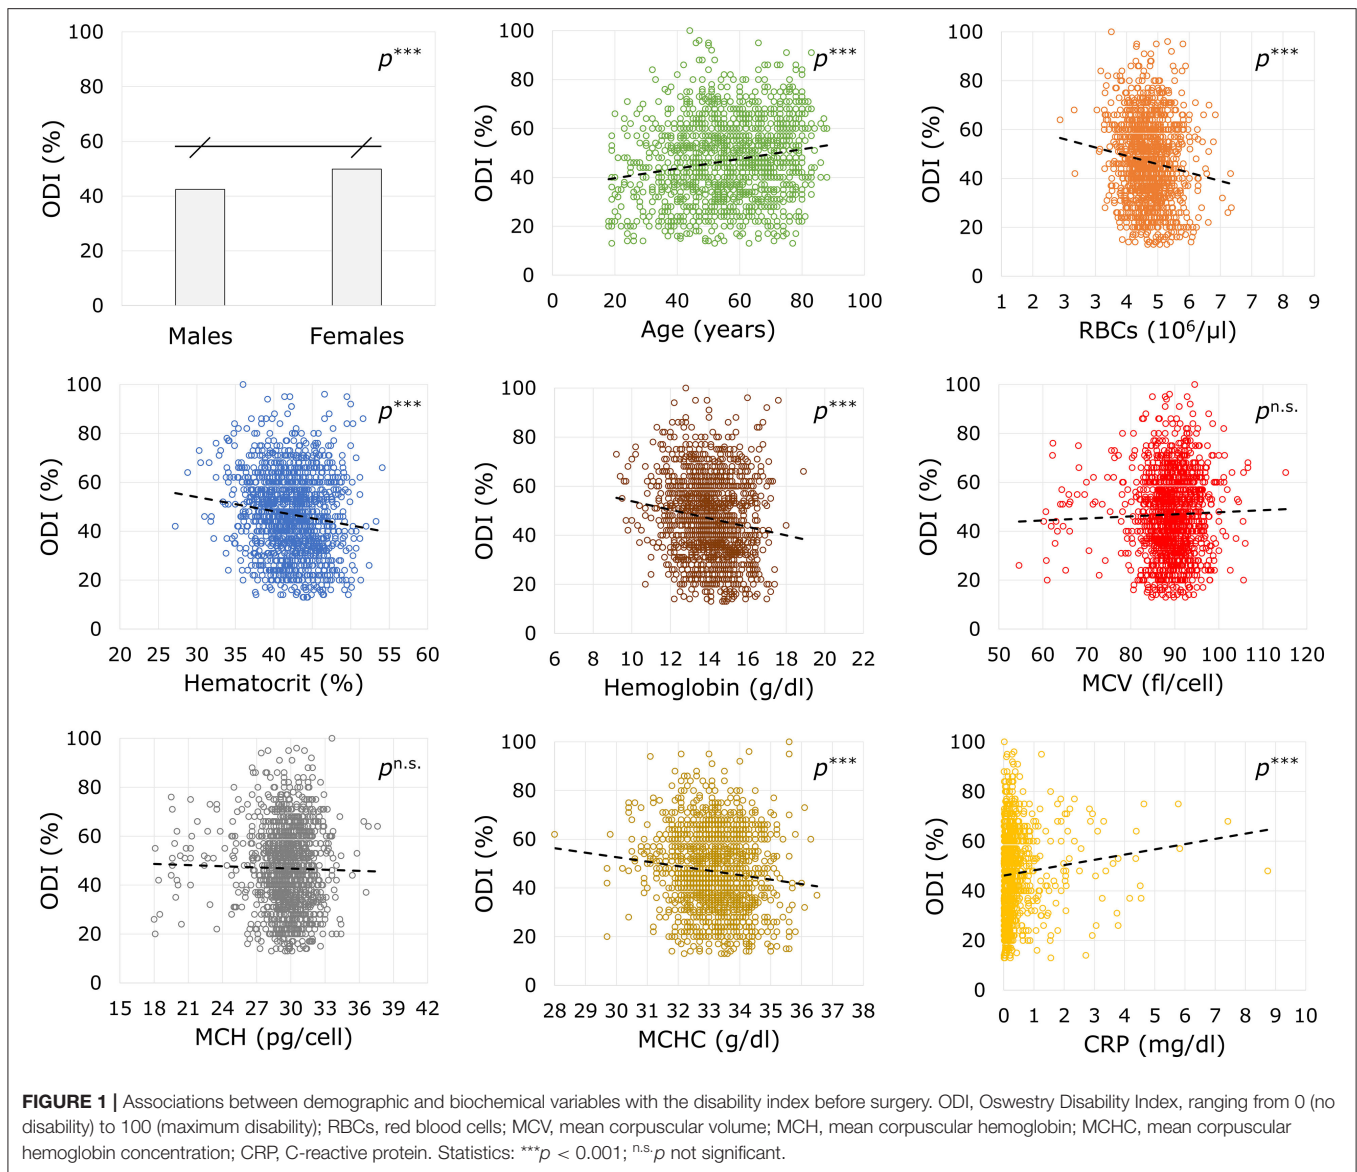 100
80
60
40
20
0
ODI (%)
p***
Males Females
100
80
60
40
20
0
ODI (%)
p***
0 20 40 60 80 100
Age (years)
100
80
60
40
20
0
ODI (%)
p***
1 2 3 3 4 5 6 7 8 8 9
RBCs (10⁶/µl)
100
80
60
40
20
0
ODI (%)
p***
20 25 30 35 40 45 50 55 60
Hematocrit (%)
100
80
60
40
20
0
ODI (%)
p***
6 8 10 12 14 16 18 20 22
Hemoglobin (g/dl)
100
80
60
40
20
0
ODI (%)
pn.s.
50 60 70 80 90 100 110 120
MCV (fl/cell)
100
80
60
40
20
0
ODI (%)
pn.s.
15 18 21 24 27 30 33 36 39 42
MCH (pg/cell)
100
80
60
40
20
0
ODI (%)
p***
28 29 30 31 32 33 34 35 36 37 38
MCHC (g/dl)
100
80
60
40
20
0
ODI (%)
p***
0 1 2 3 4 5 6 7 8 9 10
CRP (mg/dl)
FIGURE 1 | Associations between demographic and biochemical variables with the disability index before surgery. ODI, Oswestry Disability Index, ranging from 0 (no
disability) to 100 (maximum disability); RBCs, red blood cells; MCV, mean corpuscular volume; MCH, mean corpuscular hemoglobin; MCHC, mean corpuscular
hemoglobin concentration; CRP, C-reactive protein. Statistics: ***p < 0.001; n.s.p not significant.